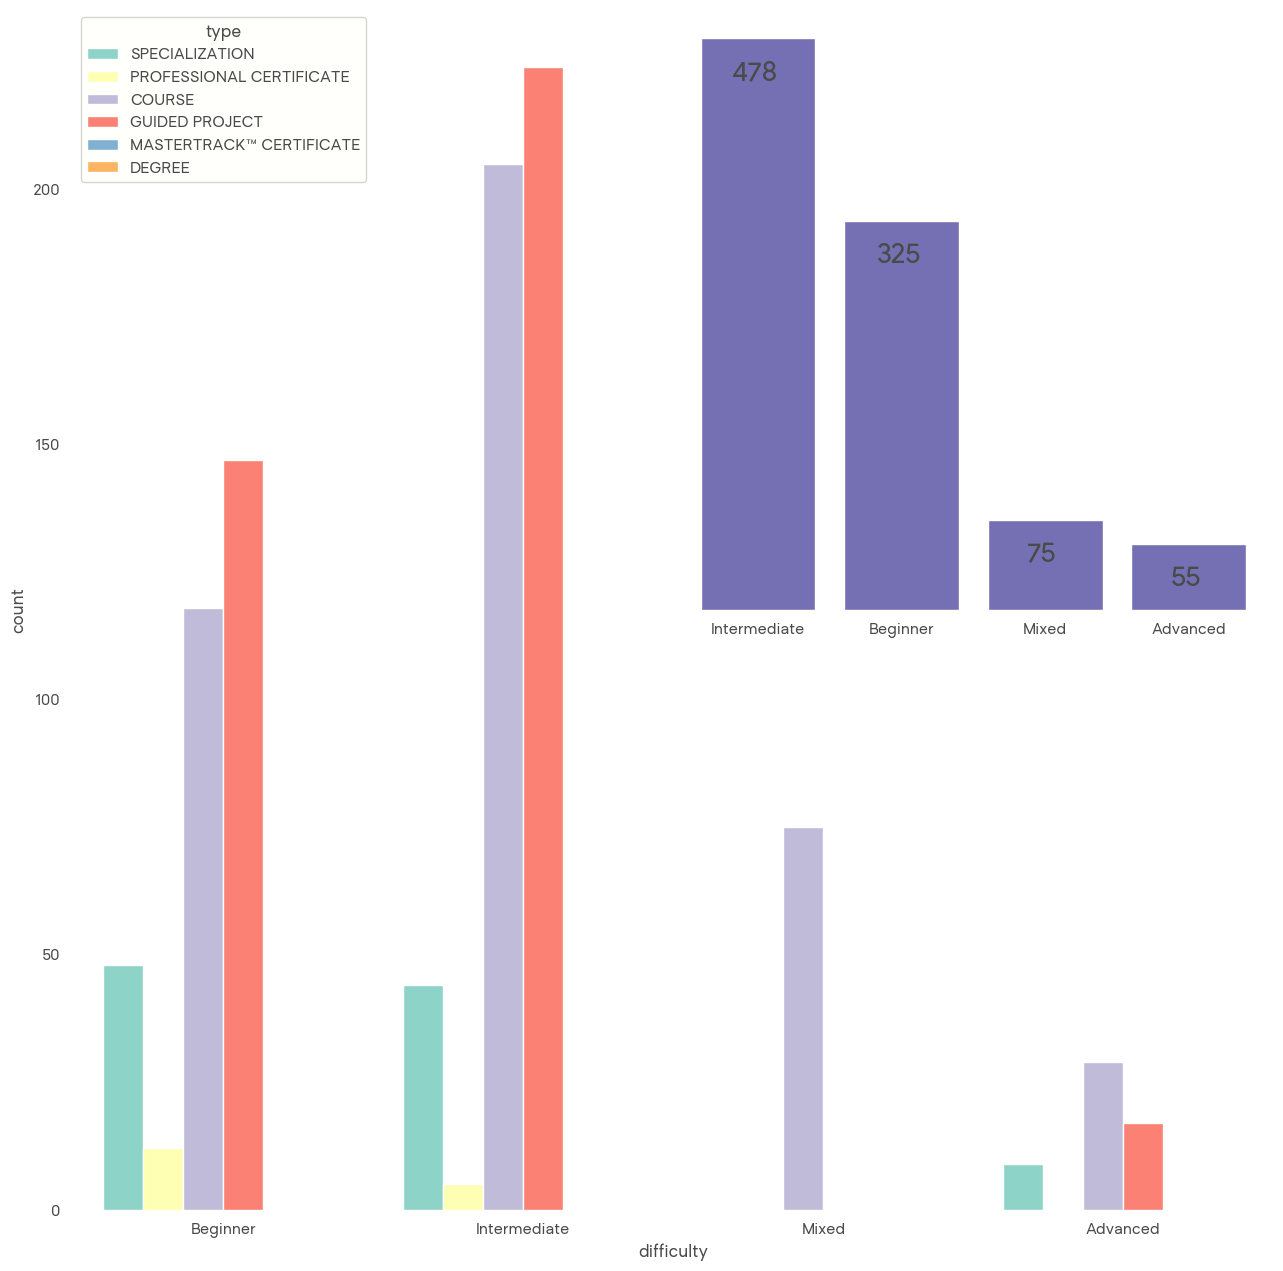 type
SPECIALIZATION
PROFESSIONAL CERTIFICATE
COURSE
GUIDED PROJECT
MASTERTRACK™ CERTIFICATE
DEGREE
200
150
100
50
0
count
Beginner
Intermediate
Mixed
Advanced
difficulty
478
325
75
55
Intermediate
Beginner
Mixed
Advanced